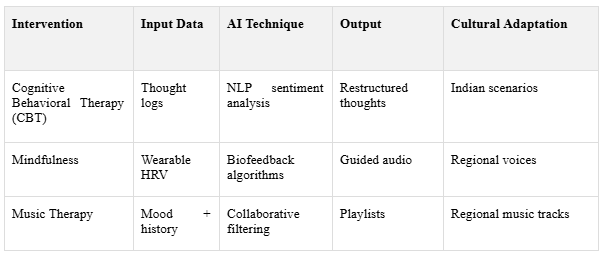 Intervention Input Data AI Technique Output Cultural Adaptation
Cognitive Thought NLP sentiment Restructured Indian scenarios
Behavioral Therapy logs analysis thoughts
(CBT)
Mindfulness Wearable Biofeedback Guided audio Regional voices
HRV algorithms
Music Therapy Mood + Collaborative Playlists Regional music tracks
history filtering